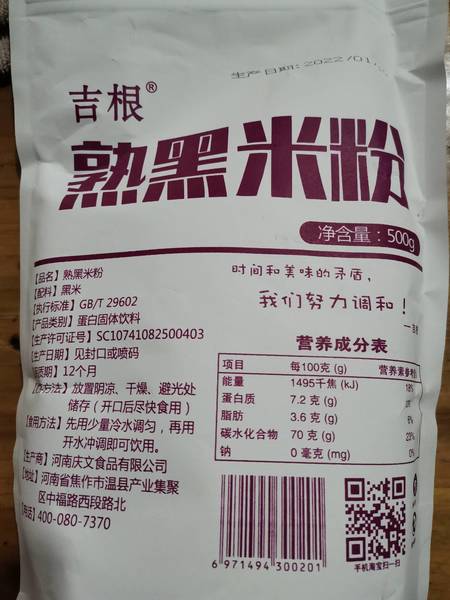 生产日期:2022/01/
吉根®
熟黑米粉
净含量:500g
时间和美味的矛盾,
我们努力调和!
【品名】熟黑米粉
【配料】黑米
【执行标准】GB/T 29602
【产品类别】蛋白固体饮料
【生产许可证号】SC10741082500403
【生产日期】见封口或喷码
【保质期】12个月
【贮存方法】放置阴凉、干燥、避光处
储存(开口后尽快食用)
【食用方法】先用少量冷水调匀,再用
开水冲调即可饮用。
【生产商】河南庆文食品有限公司
【地址】河南省焦作市温县产业集聚
区中福路西段路北
【电话】400-080-7370
营养成分表
项目 每100克(g) 营养素参考
能量 1495千焦(kJ) 18%
蛋白质 7.2 克(g)
脂肪 3.6 克(g) 6%
碳水化合物 70 克(g) 23%
钠 0 毫克(mg) 0%
6 971494 300201
手机淘宝扫一扫